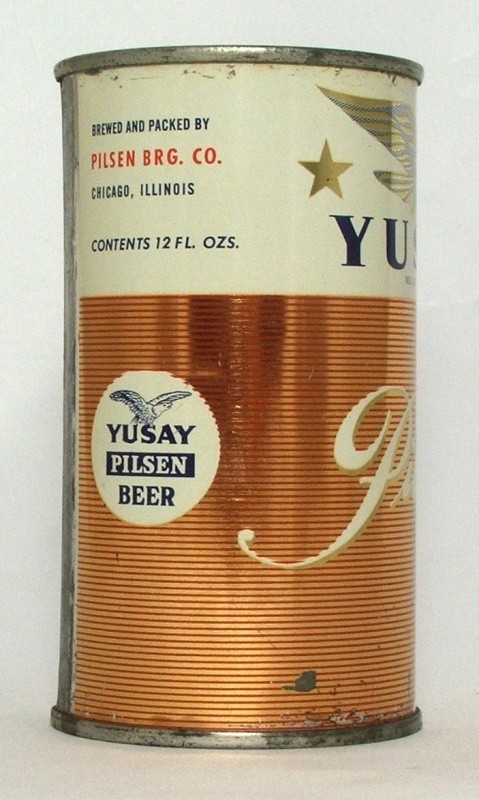 BREWED AND PACKED BY
PILSEN BRG. CO.
CHICAGO, ILLINOIS
CONTENTS 12 FL. OZS.
YUS
YUSAY
PILSEN
BEER